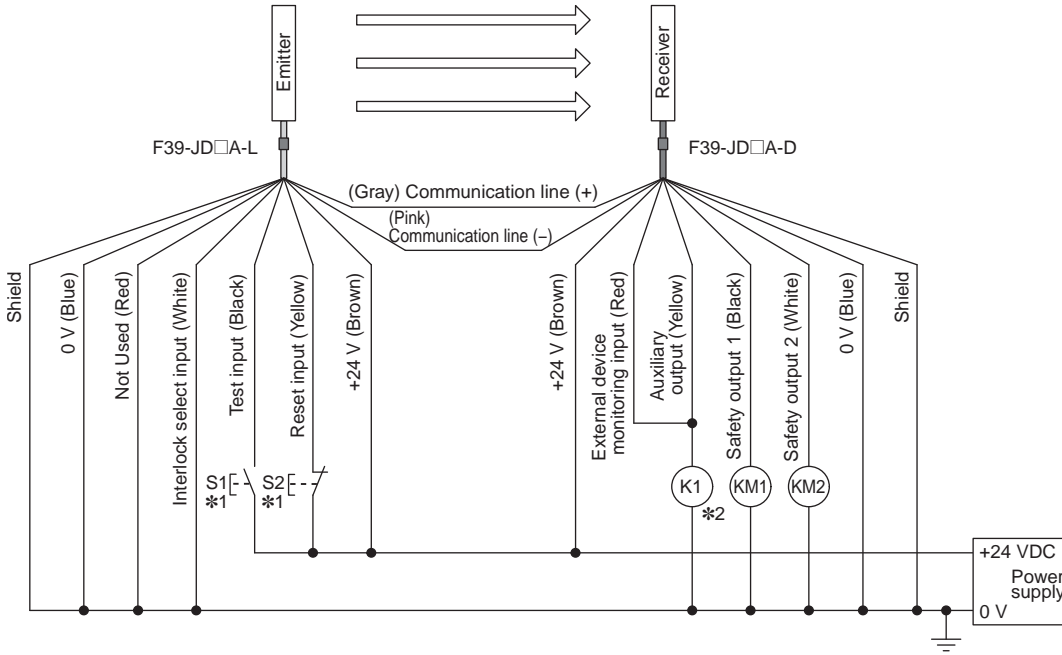 Emitter
Receiver
F39-JD□A-L
F39-JD□A-D
(Gray) Communication line (+)
(Pink)
Communication line (−)
Shield
0 V (Blue)
Not Used (Red)
Interlock select input (White)
Test input (Black)
Reset input (Yellow)
+24 V (Brown)
+24 V (Brown)
External device
monitoring input (Red)
Auxiliary
output (Yellow)
Safety output 1 (Black)
Safety output 2 (White)
0 V (Blue)
Shield
S1
✱1
S2
✱1
K1
✱2
KM1
KM2
+24 VDC
Power
supply
0 V